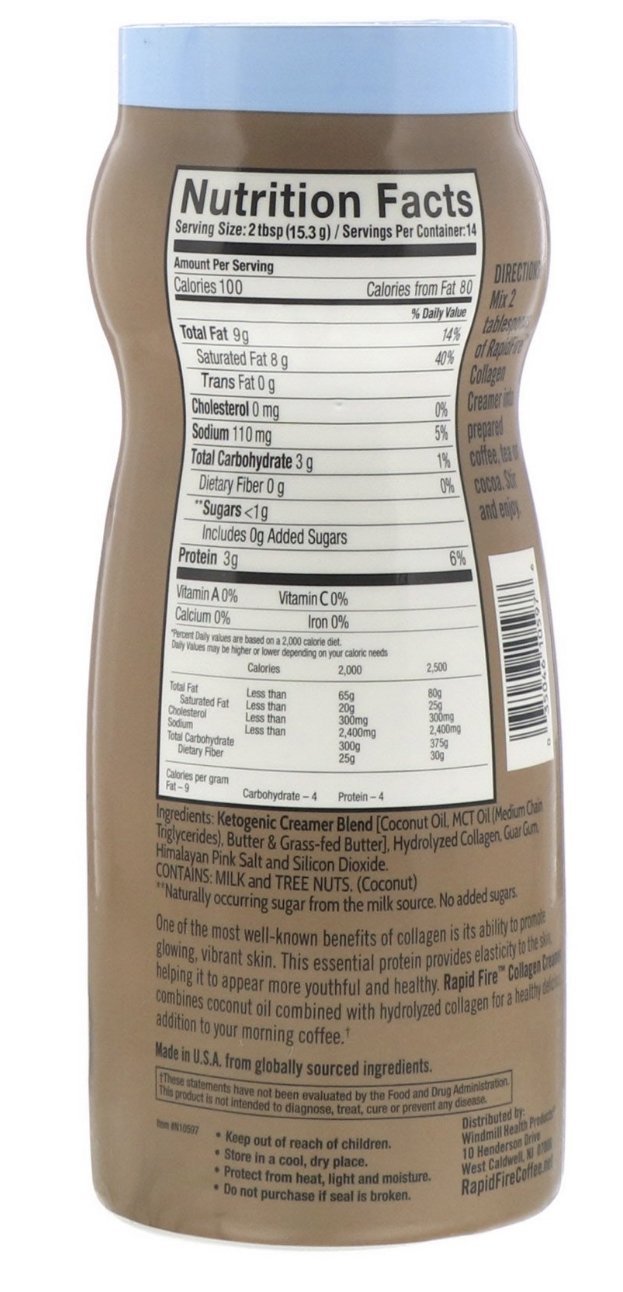 Nutrition Facts
Serving Size: 2 tbsp (15.3 g) / Servings Per Container:14
Amount Per Serving
Calories 100 Calories from Fat 80
% Daily Value
Total Fat 9g 14%
Saturated Fat 8 g 40%
Trans Fat 0 g
Cholesterol 0 mg 0%
Sodium 110 mg 5%
Total Carbohydrate 3 g 1%
Dietary Fiber 0 g 0%
**Sugars <1g
Includes 0g Added Sugars
Protein 3g 6%
Vitamin A 0% Vitamin C 0%
Calcium 0% Iron 0%
*Percent Daily values are based on a 2,000 calorie diet.
Daily Values may be higher or lower depending on your caloric needs
Calories 2,000 2,500
Total Fat Less than 65g 80g
Saturated Fat Less than 20g 25g
Cholesterol Less than 300mg 300mg
Sodium Less than 2,400mg 2,400mg
Total Carbohydrate 300g 375g
Dietary Fiber 25g 30g
Calories per gram
Fat – 9 Carbohydrate – 4 Protein – 4
DIRECTION
Mix 2
of RapidFire™
Collagen
Creamer
prepared
coffee, tea or
cocoa. Stir
and enjoy.
Ingredients: Ketogenic Creamer Blend [Coconut Oil, MCT Oil (Medium Chain
Triglycerides), Butter & Grass-fed Butter], Hydrolyzed Collagen, Guar Gum,
Himalayan Pink Salt and Silicon Dioxide.
CONTAINS: MILK and TREE NUTS. (Coconut)
**Naturally occurring sugar from the milk source. No added sugars.
One of the most well-known benefits of collagen is its ability to promote
glowing, vibrant skin. This essential protein provides elasticity to the skin,
helping it to appear more youthful and healthy. Rapid Fire™ Collagen
combines coconut oil combined with hydrolyzed collagen for a healthy
addition to your morning coffee.†
Made in U.S.A. from globally sourced ingredients.
†These statements have not been evaluated by the Food and Drug Administration.
This product is not intended to diagnose, treat, cure or prevent any disease.
Item #N10597
• Keep out of reach of children.
• Store in a cool, dry place.
• Protect from heat, light and moisture.
• Do not purchase if seal is broken.
Distributed by:
Windmill Health Products
10 Henderson Drive
West Caldwell, NJ
RapidFireCoffee.net